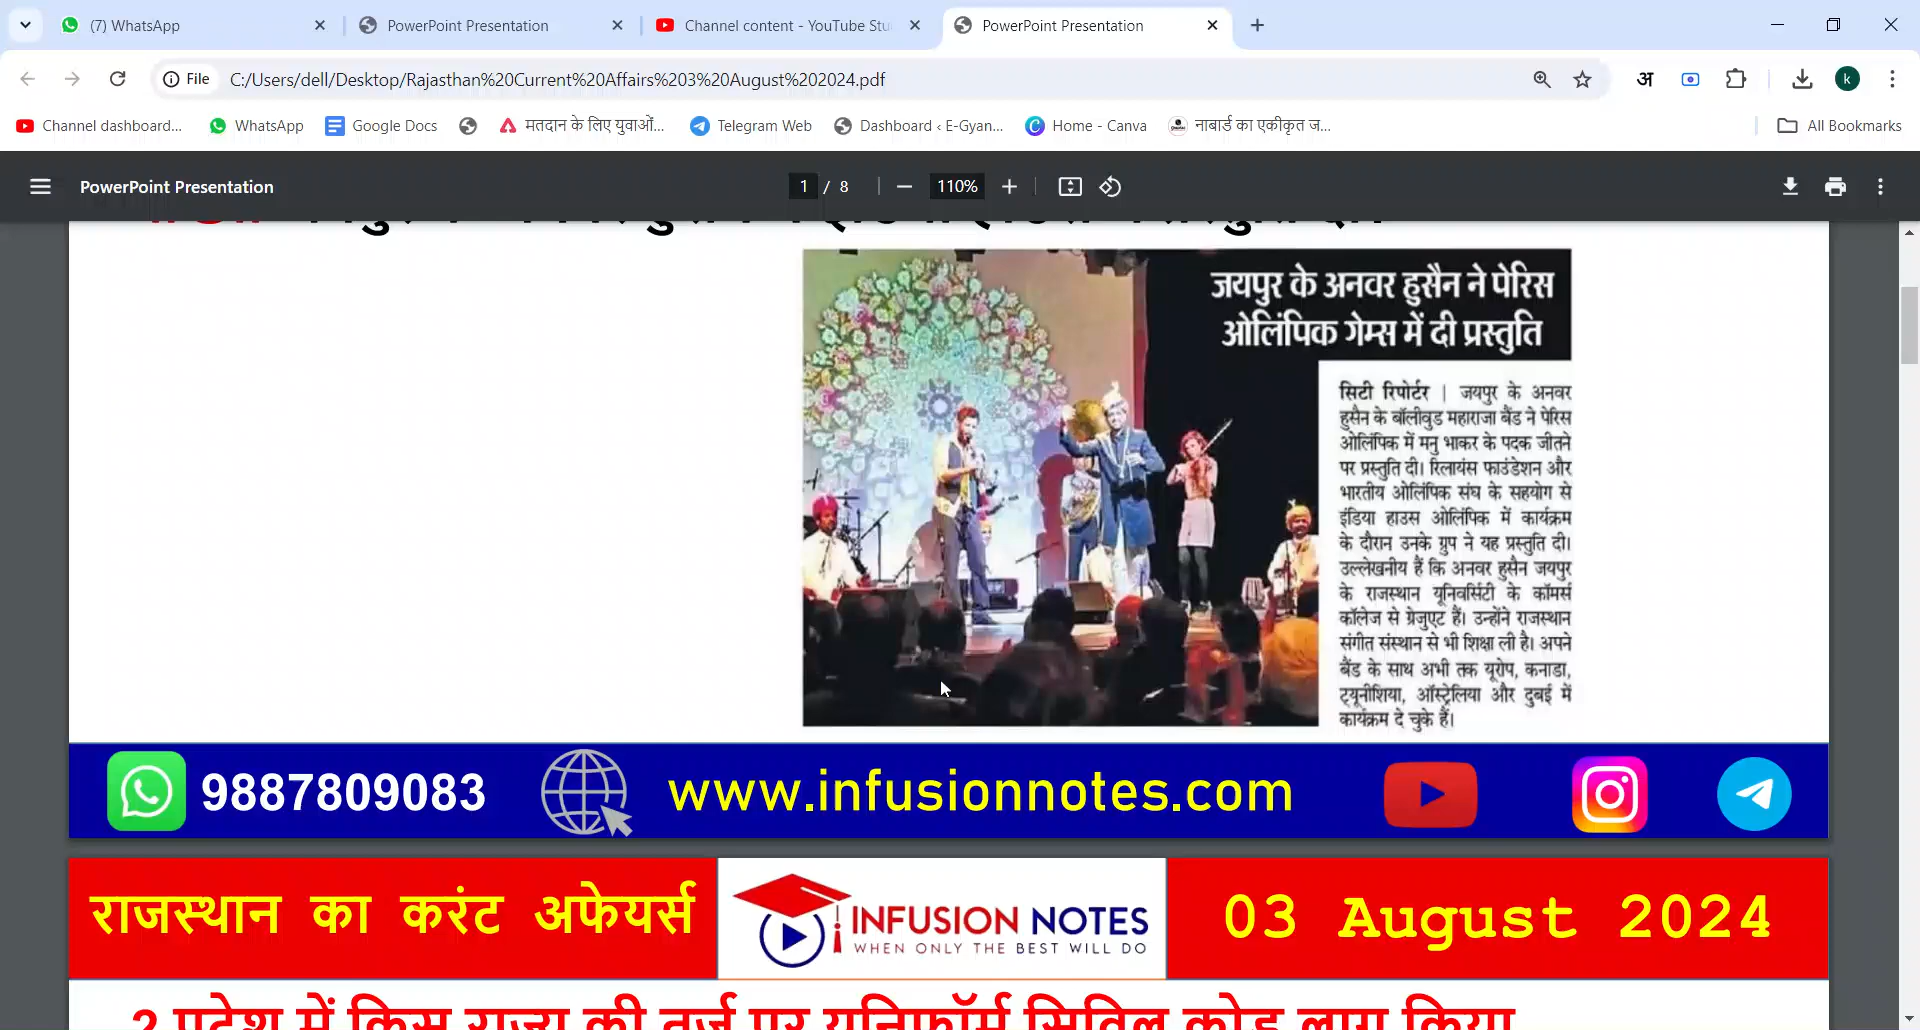 (7) WhatsApp
PowerPoint Presentation
Channel content - YouTube Stu
PowerPoint Presentation
File
C:/Users/dell/Desktop/Rajasthan%20Current%20Affairs%203%20August%202024.pdf
अ
k
Channel dashboard...
WhatsApp
Google Docs
मतदान के लिए युवाओं...
Telegram Web
Dashboard ‹ E-Gyan...
Home - Canva
नाबार्ड का एकीकृत ज...
All Bookmarks
PowerPoint Presentation
1 / 8
110%
जयपुर के अनवर हुसैन ने पेरिस
ओलिंपिक गेम्स में दी प्रस्तुति
सिटी रिपोर्टर | जयपुर के अनवर
हुसैन के बॉलीवुड महाराजा बैंड ने पेरिस
ओलिंपिक में मनु भाकर के पदक जीतने
पर प्रस्तुति दी। रिलायंस फाउंडेशन और
भारतीय ओलिंपिक संघ के सहयोग से
इंडिया हाउस ओलिंपिक में कार्यक्रम
के दौरान उनके ग्रुप ने यह प्रस्तुति दी।
उल्लेखनीय हैं कि अनवर हुसैन जयपुर
के राजस्थान यूनिवर्सिटी के कॉमर्स
कॉलेज से ग्रेजुएट हैं। उन्होंने राजस्थान
संगीत संस्थान से भी शिक्षा ली है। अपने
बैंड के साथ अभी तक यूरोप, कनाडा,
ट्यूनीशिया, ऑस्ट्रेलिया और दुबई में
कार्यक्रम दे चुके हैं।
9887809083
www.infusionnotes.com
राजस्थान का करंट अफेयर्स
INFUSION NOTES
WHEN ONLY THE BEST WILL DO
03 August 2024
2 प्रदेश में किस राज्य की तर्ज पर यूनिफॉर्म सिविल कोड लागू किया